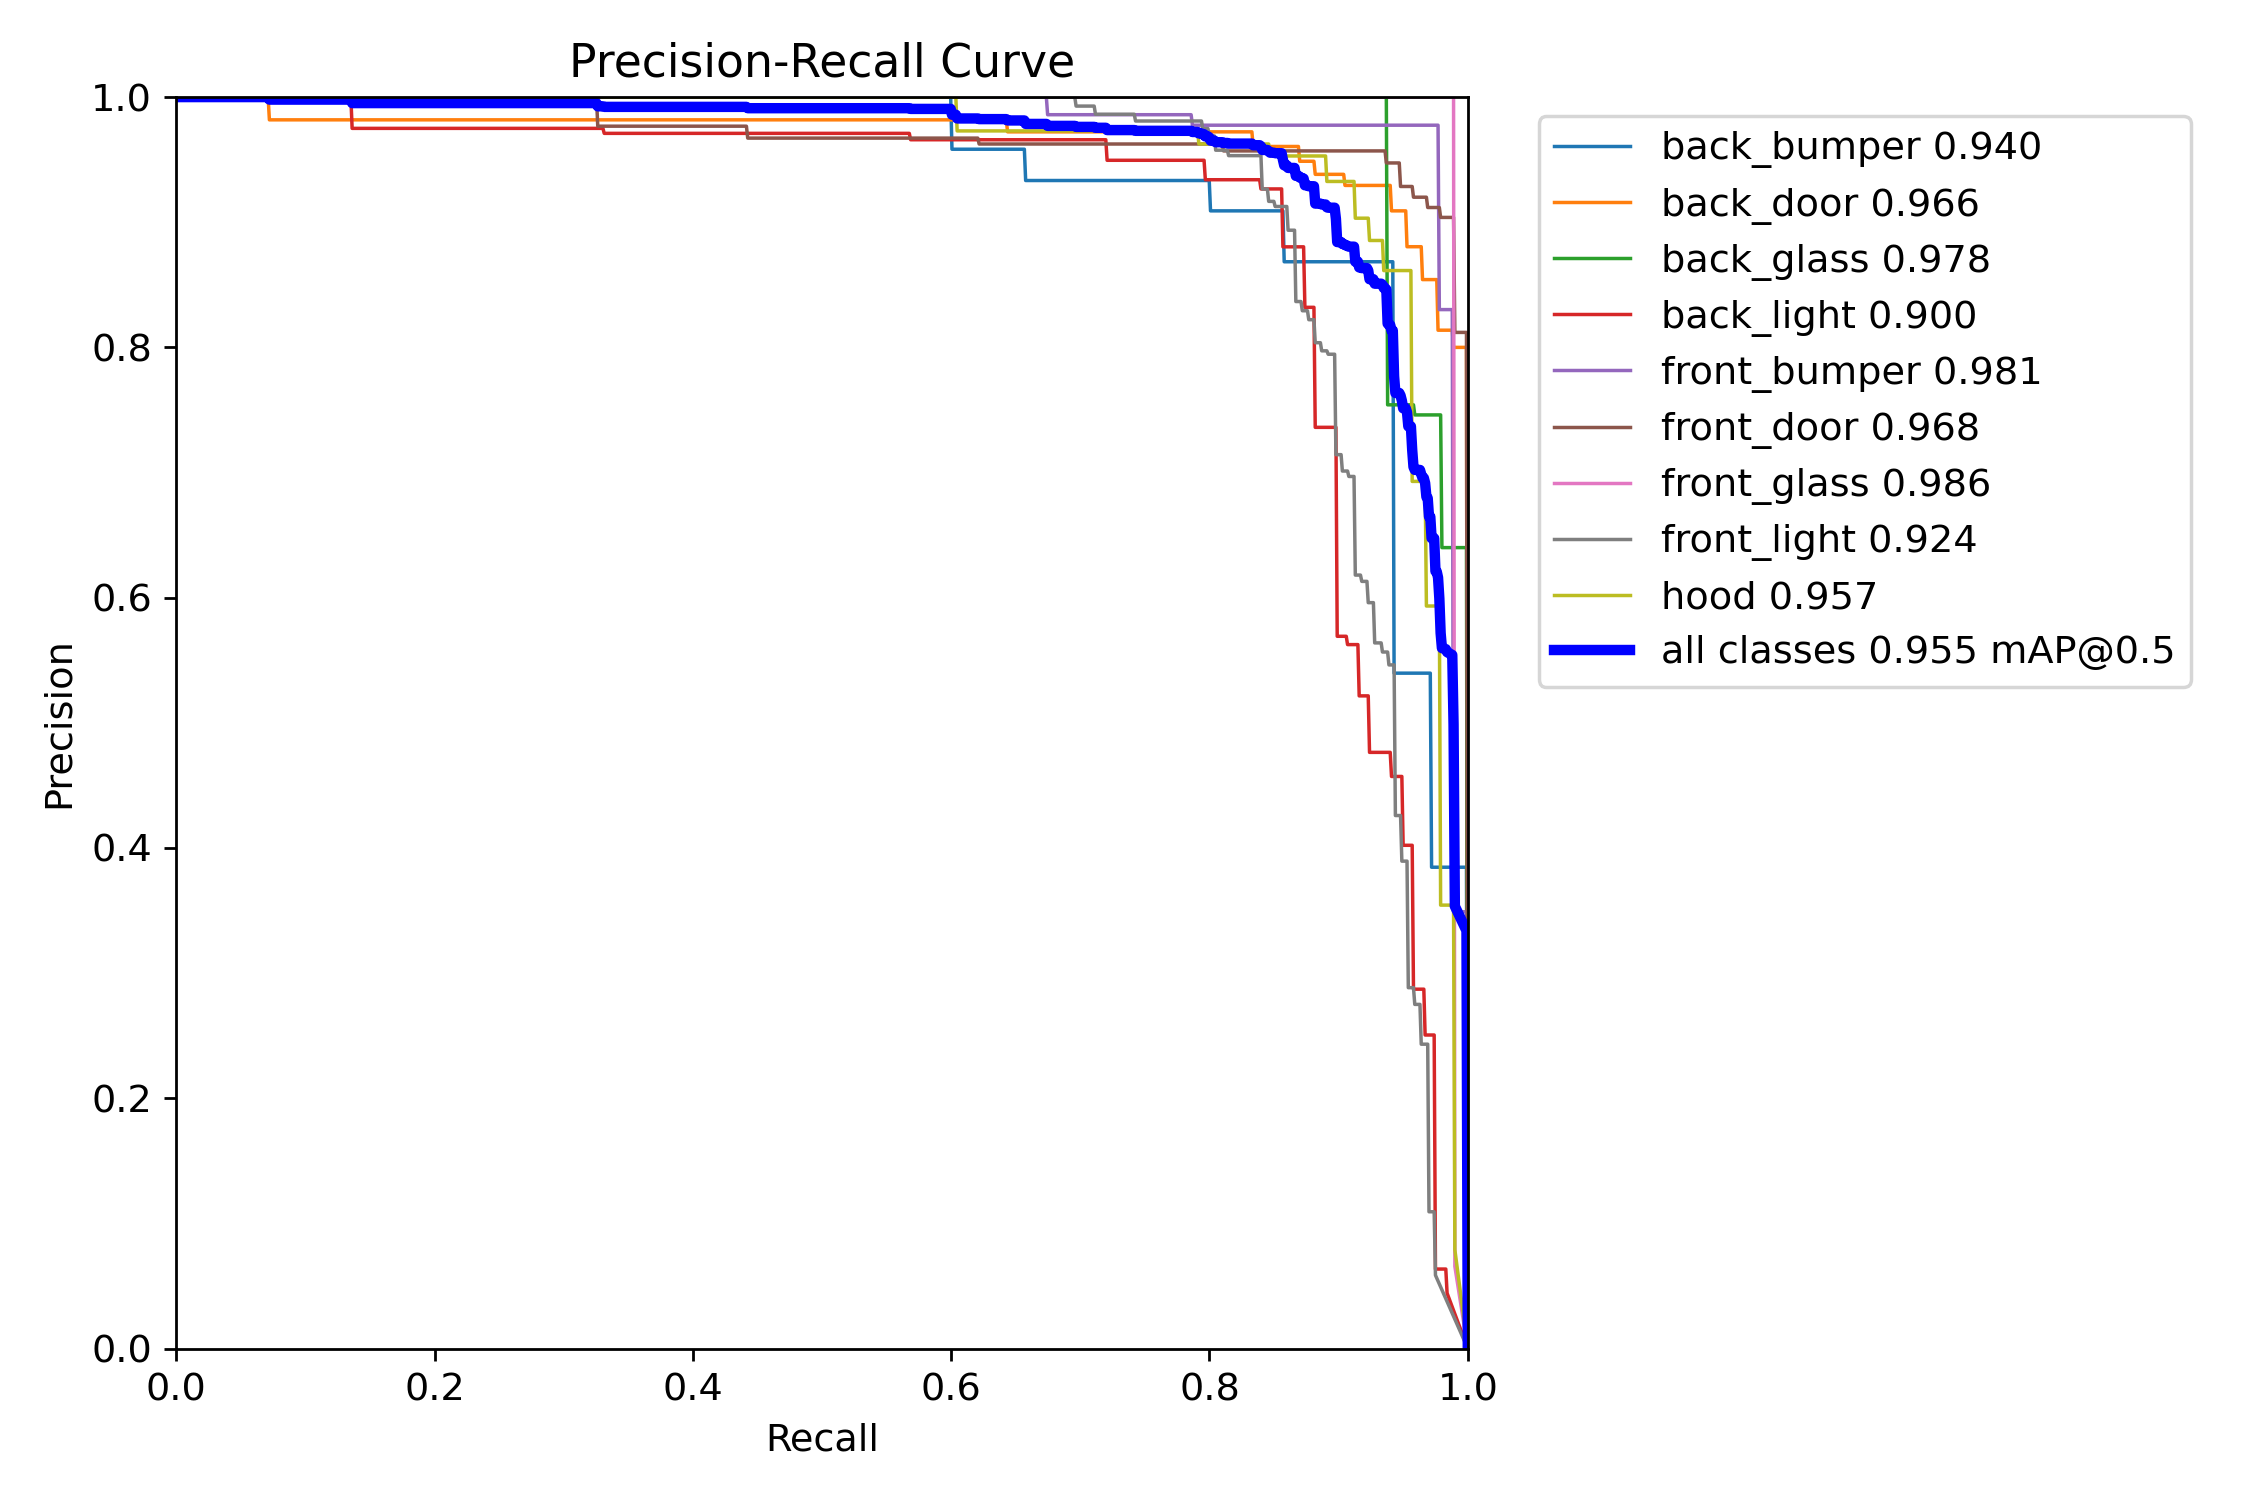 Precision-Recall Curve
1.0
0.8
0.6
0.4
0.2
0.0
Precision
0.0 0.2 0.4 0.6 0.8 1.0
Recall
back_bumper 0.940
back_door 0.966
back_glass 0.978
back_light 0.900
front_bumper 0.981
front_door 0.968
front_glass 0.986
front_light 0.924
hood 0.957
all classes 0.955 mAP@0.5